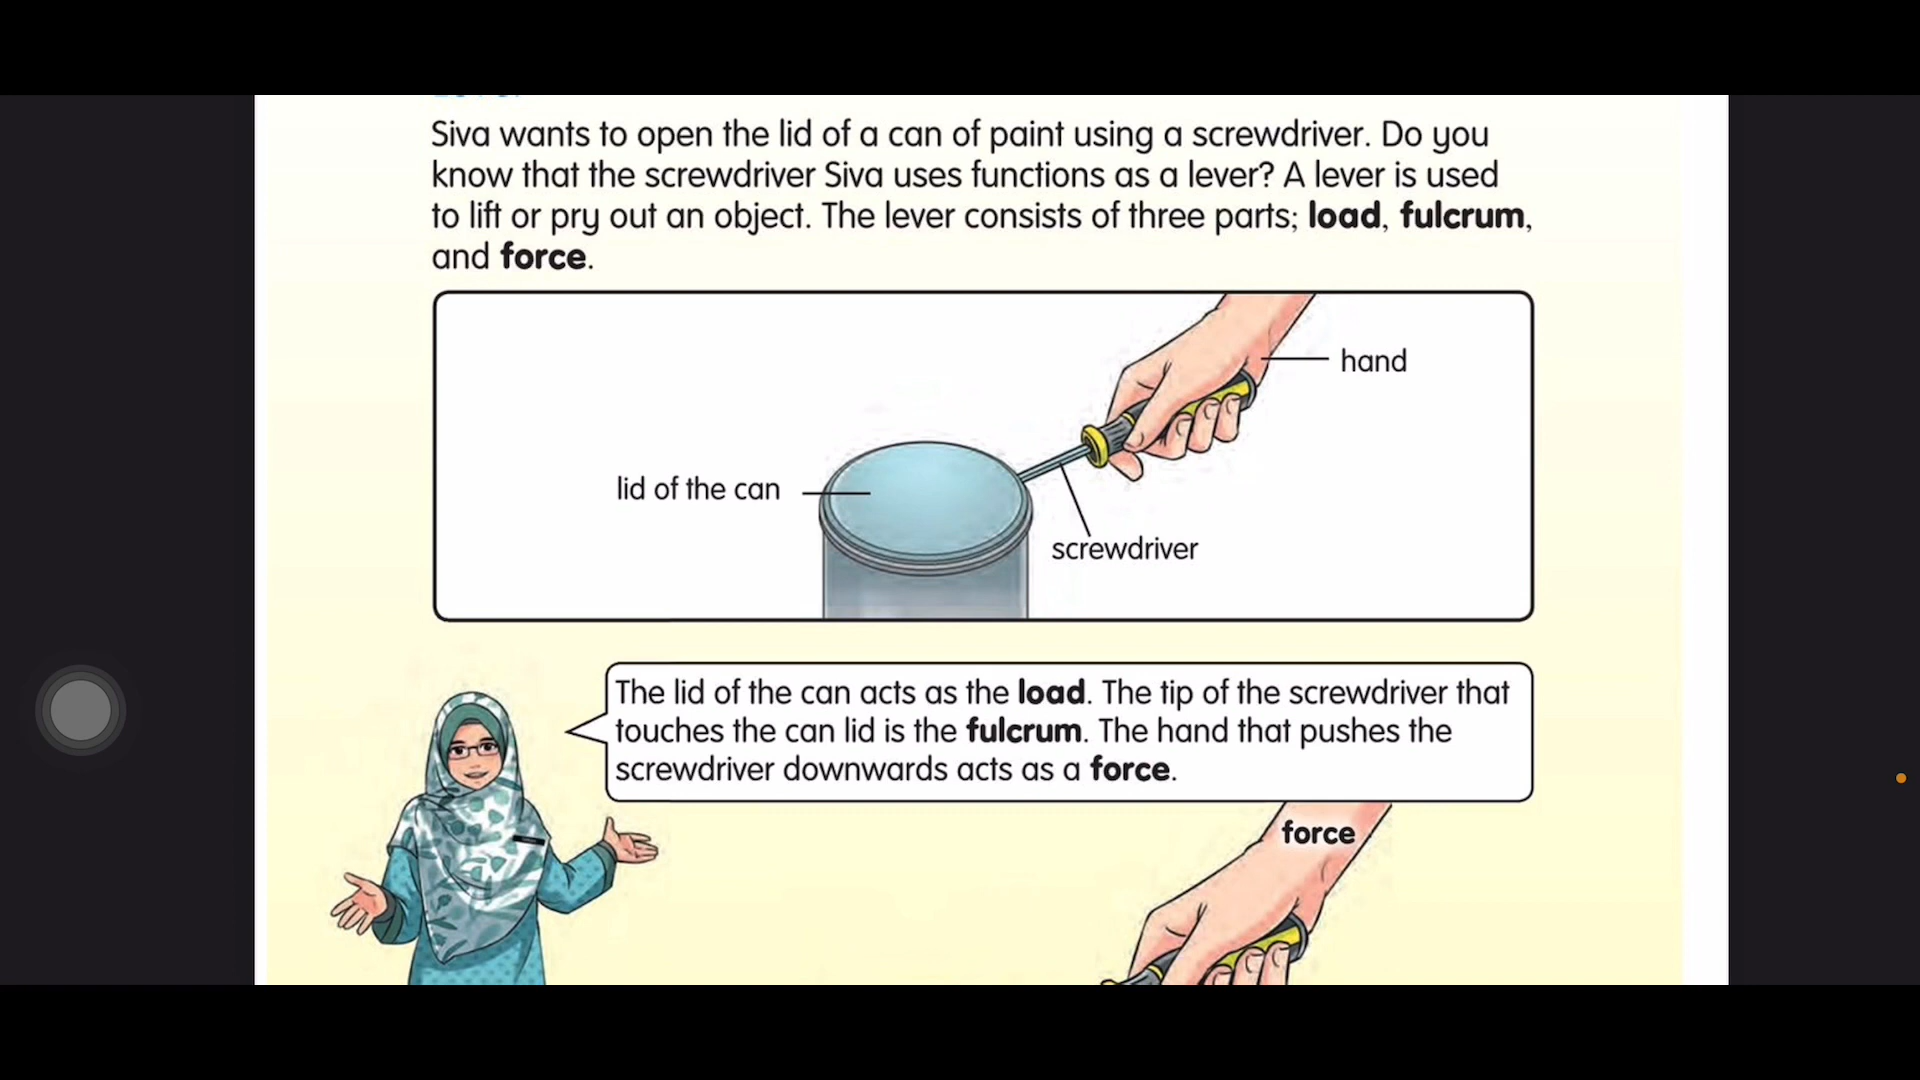 Siva wants to open the lid of a can of paint using a screwdriver. Do you
know that the screwdriver Siva uses functions as a lever? A lever is used
to lift or pry out an object. The lever consists of three parts; load, fulcrum,
and force.
hand
lid of the can
screwdriver
The lid of the can acts as the load. The tip of the screwdriver that
touches the can lid is the fulcrum. The hand that pushes the
screwdriver downwards acts as a force.
force